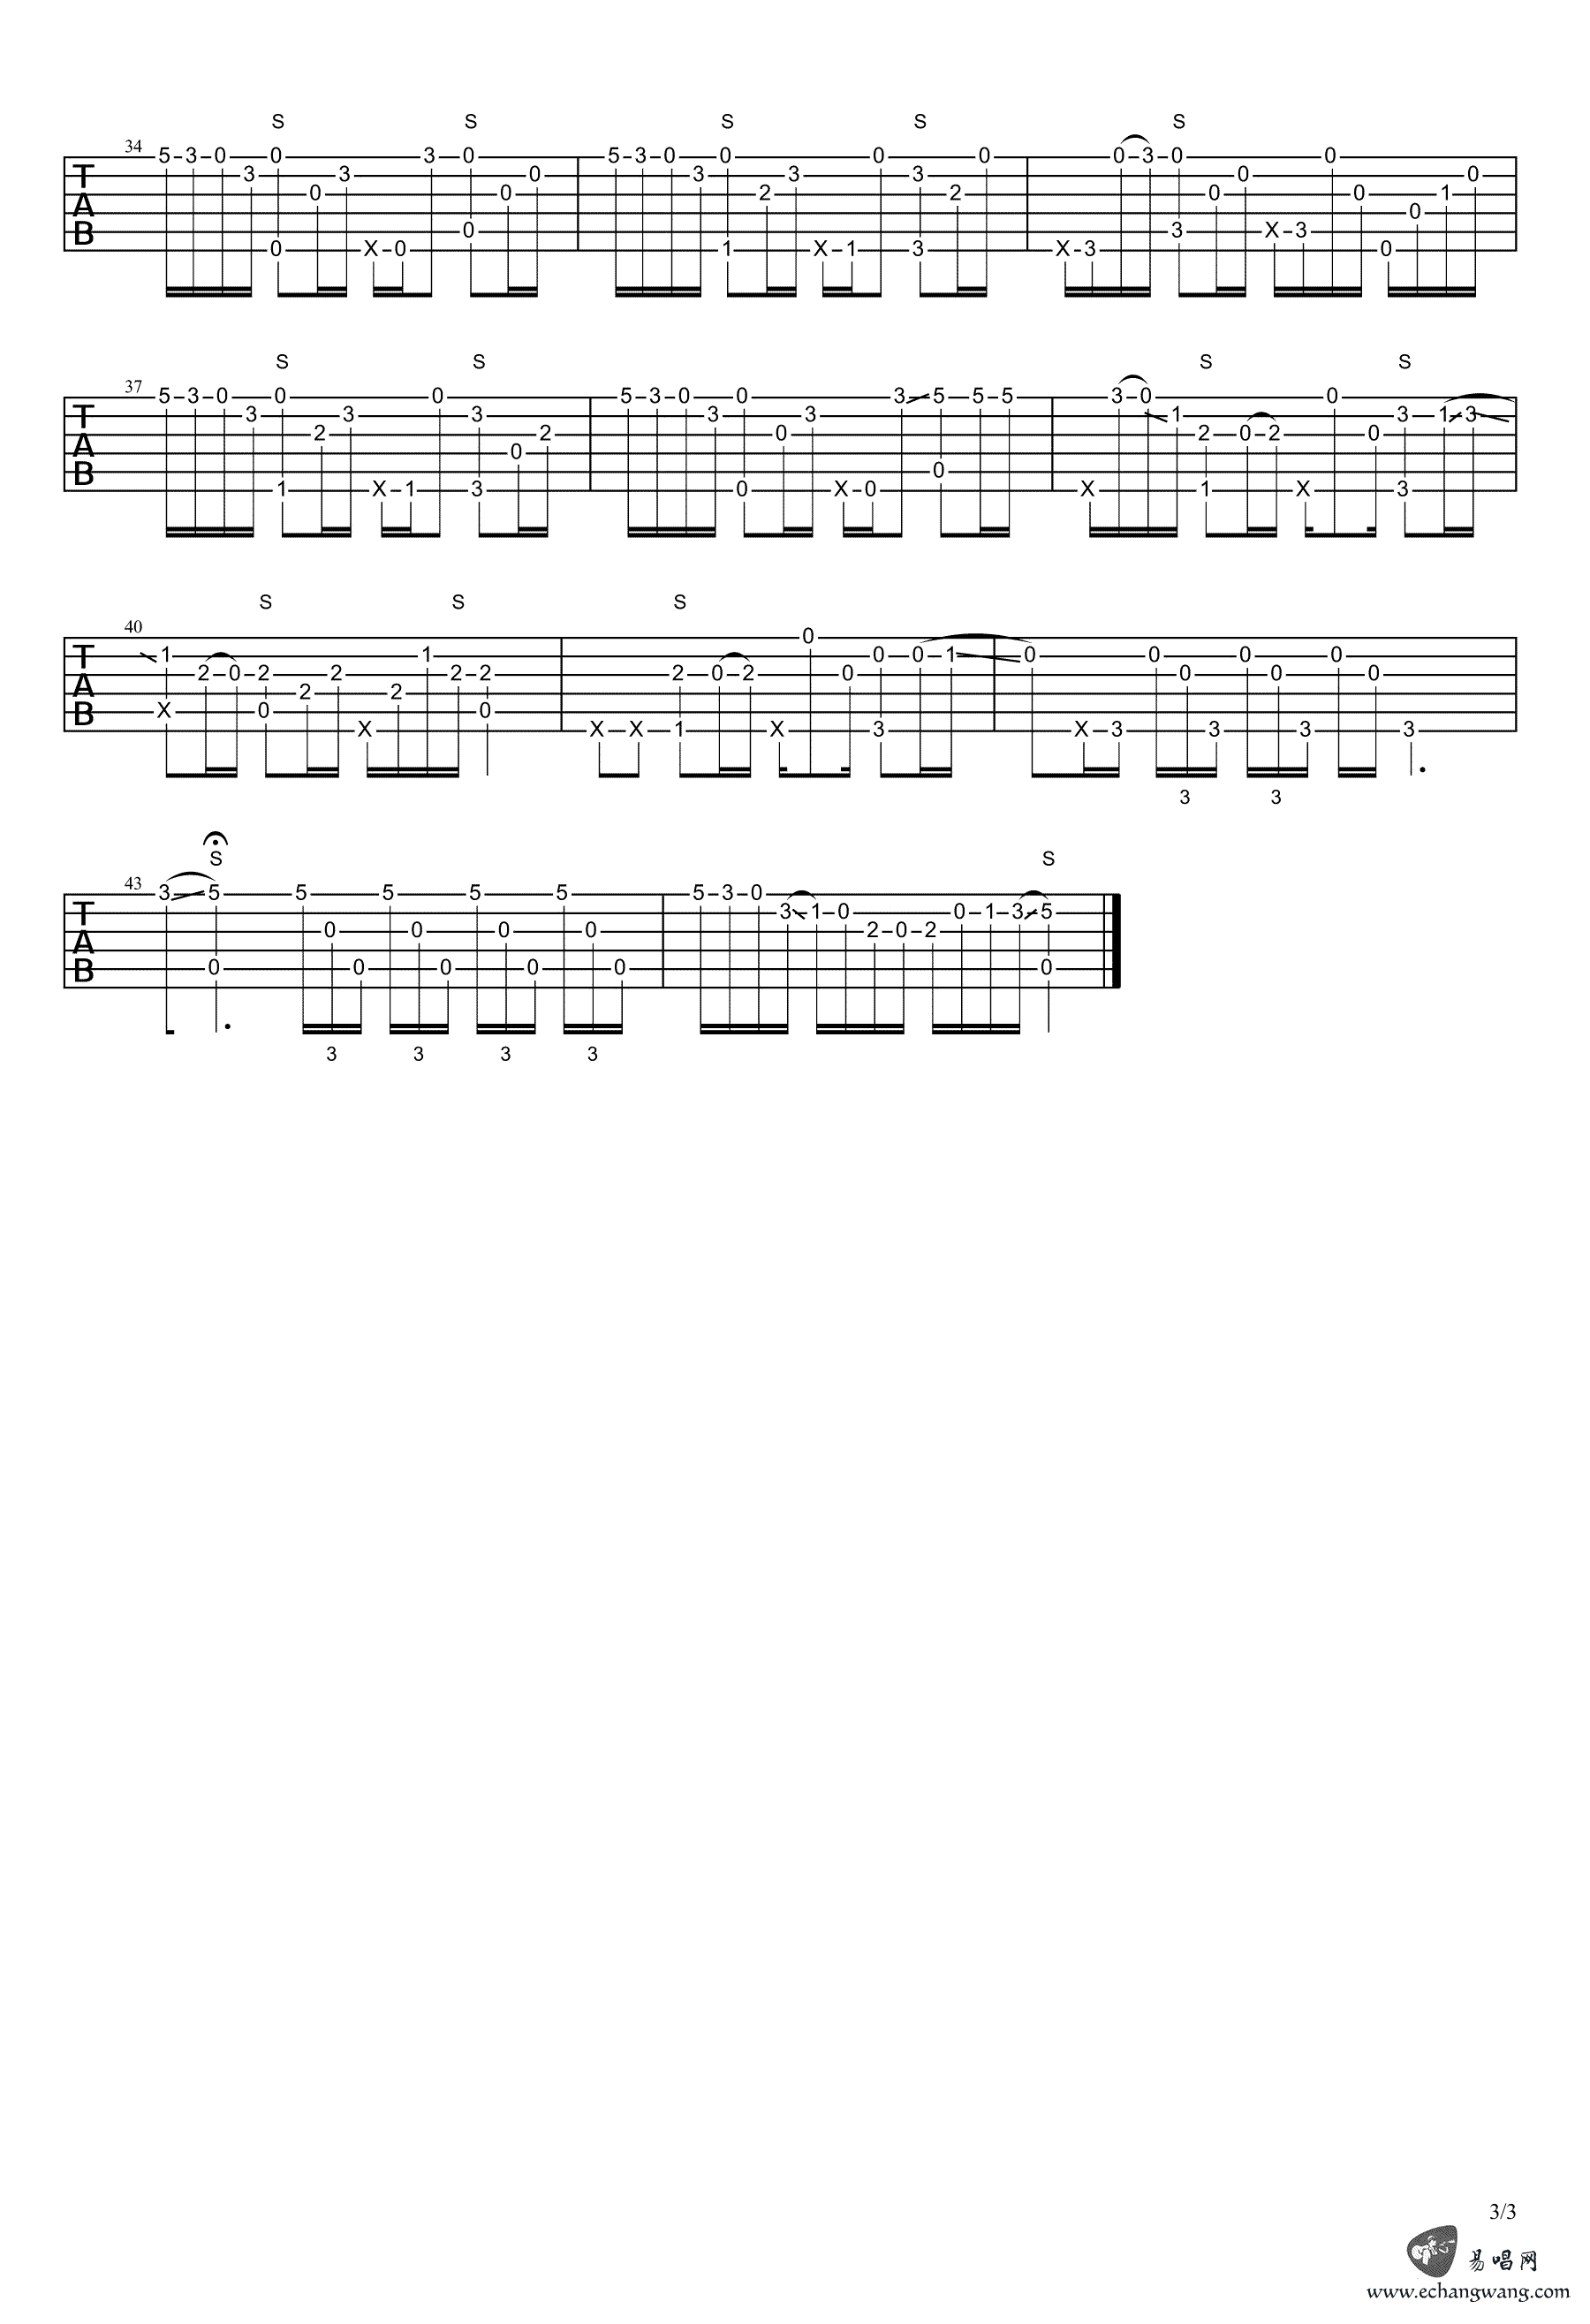 S S S S S
34 5 3 0 3 0 0 0 3 X 0 3 0 0 0 0 5 3 0 3 0 1 2 3 X 1 0 3 3 2 0 X 3 0 3 0 3 0 0 X 3 0 0 0 0 1 0
TAB
S S S S
37 5 3 0 3 0 1 2 3 X 1 0 3 3 0 2 5 3 0 3 0 0 0 3 X 0 3 5 0 5 5 X 3 0 1 2 1 0 2 X 0 0 3 3 1 3
TAB
S S S
40 1 X 2 0 2 0 2 2 X 2 1 2 2 0 X X 2 1 0 2 X 0 0 0 3 0 1 0 X 3 0 0 3 0 0 3 0 0 3
TAB
3 3
S S
43 3 5 0 5 0 0 5 0 0 5 0 0 5 0 0 5 3 0 3 1 0 2 0 2 0 1 3 5 0
TAB
3 3 3 3
3/3
易唱网
www.echangwang.com